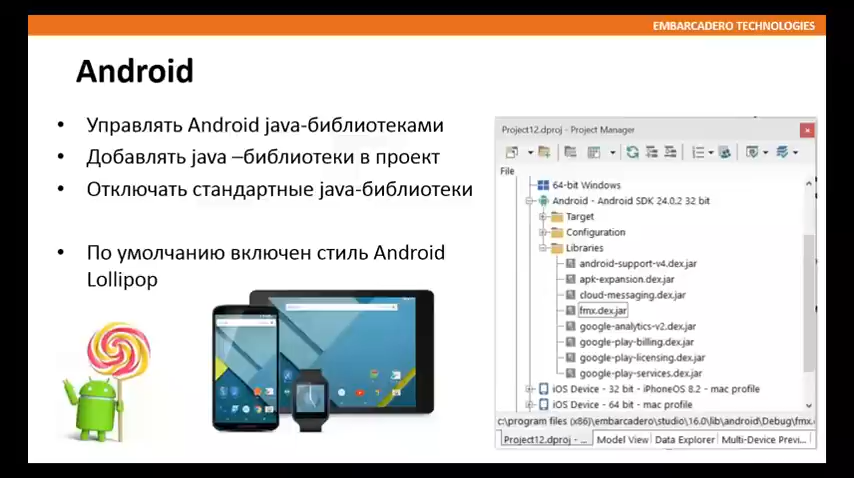 EMBARCADERO TECHNOLOGIES
Android
• Управлять Android java-библиотеками
• Добавлять java –библиотеки в проект
• Отключать стандартные java-библиотеки
• По умолчанию включен стиль Android
Lollipop
Project12.dproj - Project Manager
File
64-bit Windows
Android - Android SDK 24.0.2 32 bit
Target
Configuration
Libraries
android-support-v4.dex.jar
apk-expansion.dex.jar
cloud-messaging.dex.jar
fmx.dex.jar
google-analytics-v2.dex.jar
google-play-billing.dex.jar
google-play-licensing.dex.jar
google-play-services.dex.jar
iOS Device - 32 bit - iPhoneOS 8.2 - mac profile
iOS Device - 64 bit - mac profile
c:\program files (x86)\embarcadero\studio\16.0\lib\android\Debug\fmx.
Project12.dproj - ... Model View Data Explorer Multi-Device Previ...